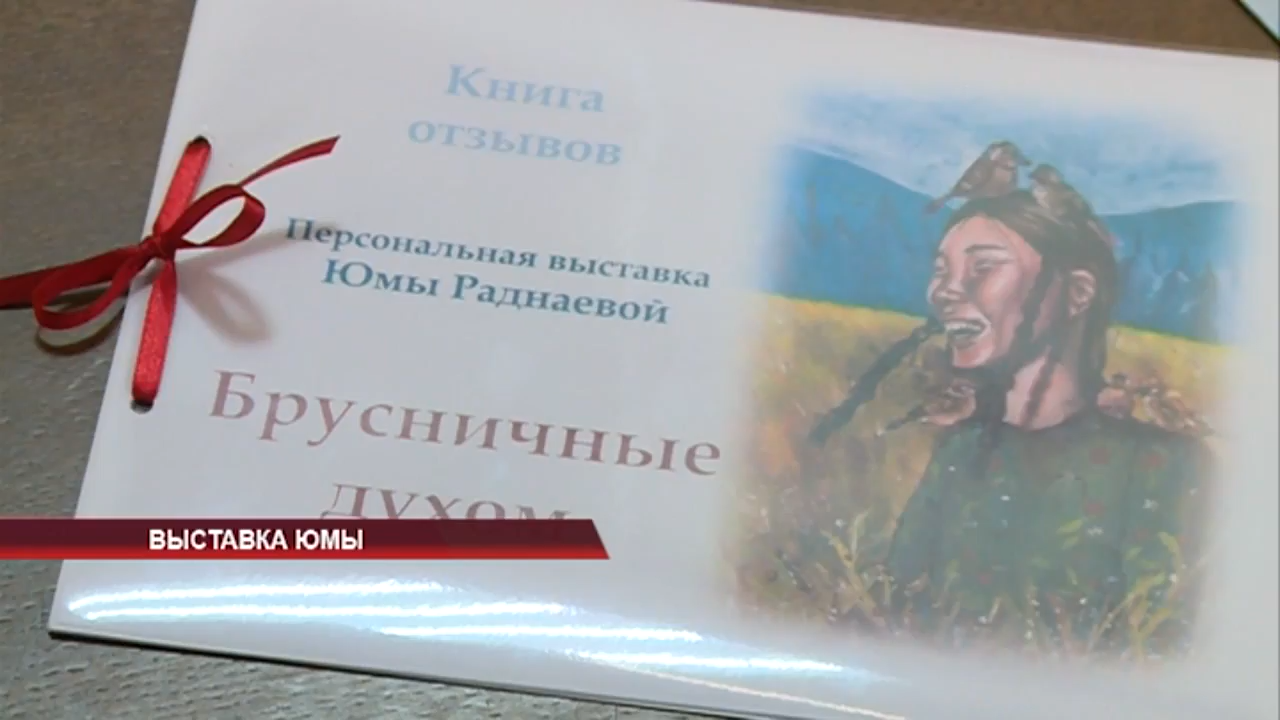 Книга
отзывов
Персональная выставка
Юмы Раднаевой
Брусничные
духом
ВЫСТАВКА ЮМЫ